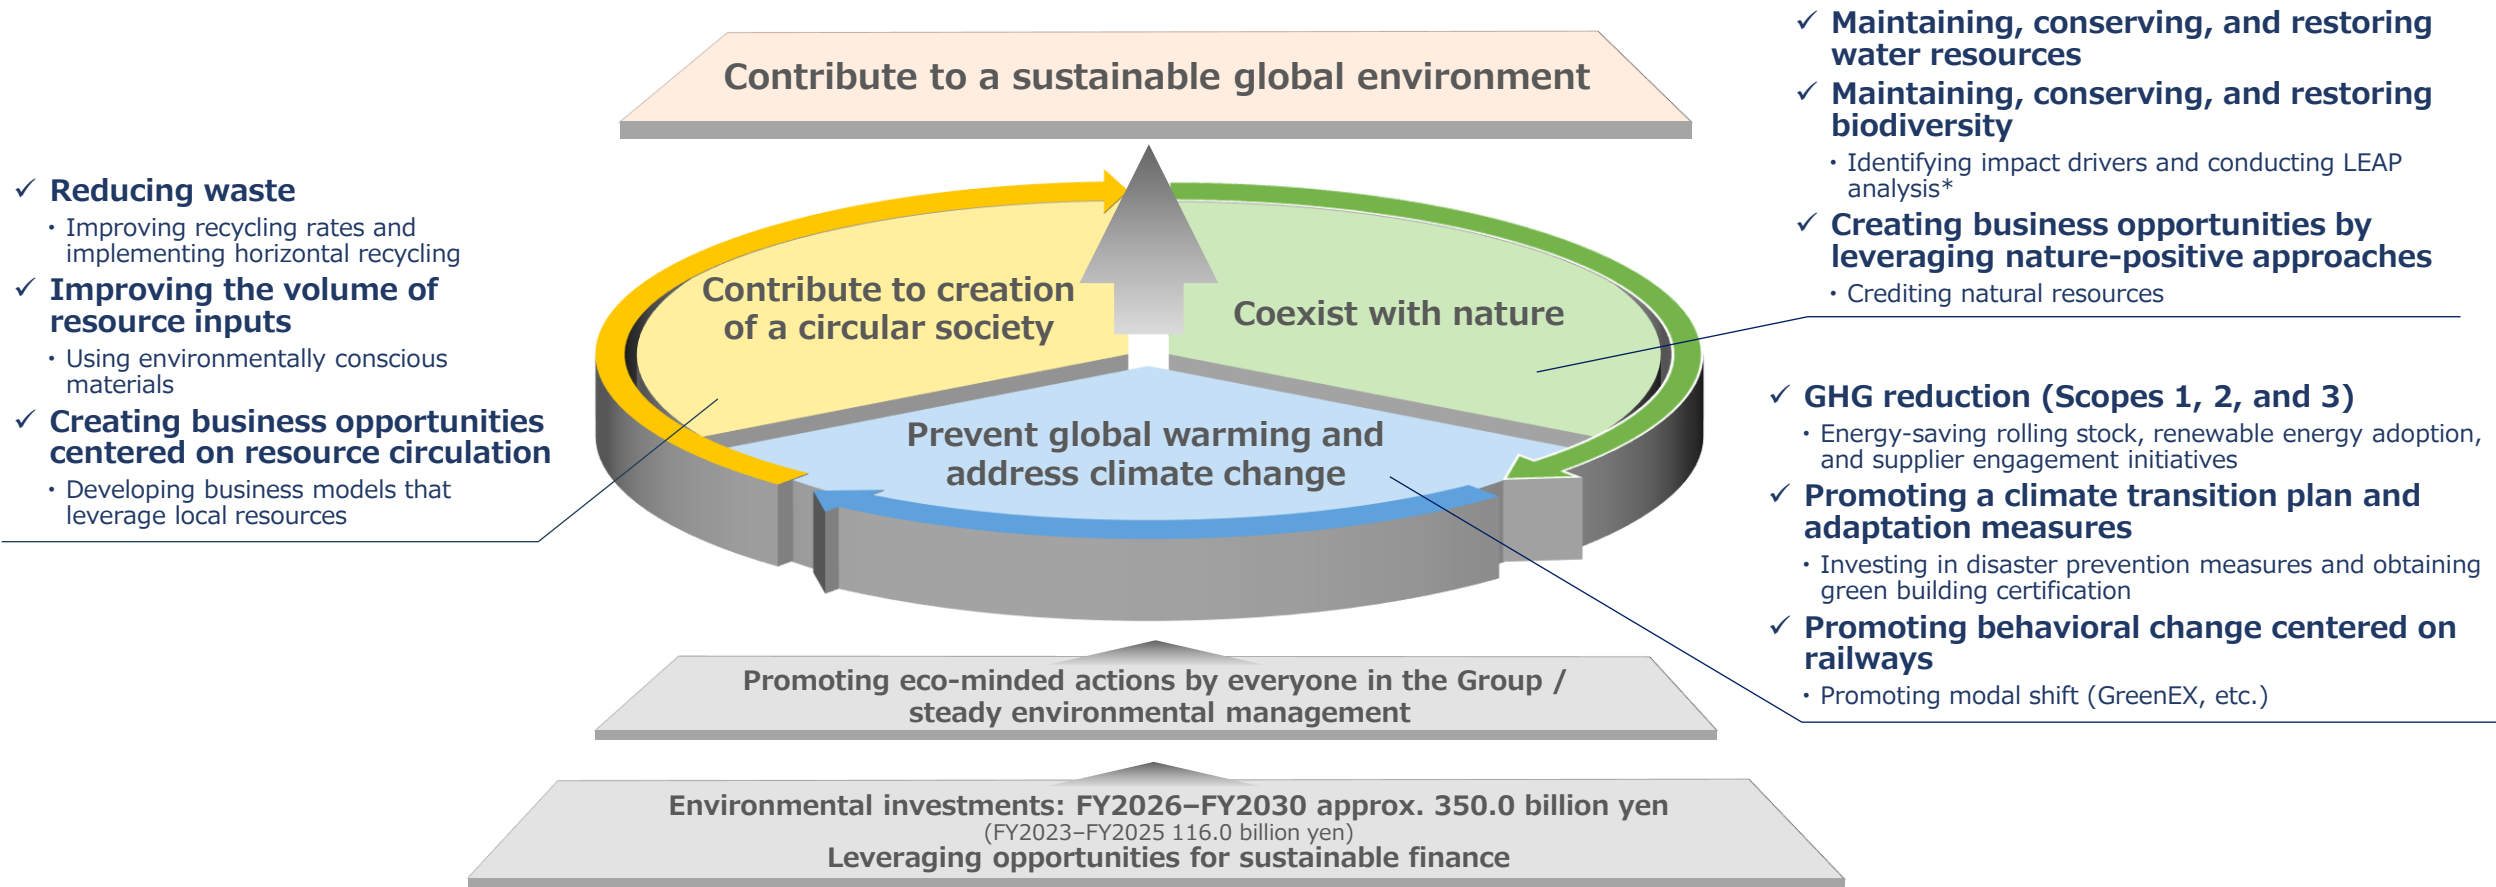 Contribute to a sustainable global environment
✓ Reducing waste
・Improving recycling rates and
implementing horizontal recycling
✓ Improving the volume of
resource inputs
・Using environmentally conscious
materials
✓ Creating business opportunities
centered on resource circulation
・Developing business models that
leverage local resources
Contribute to creation
of a circular society
Coexist with nature
Prevent global warming and
address climate change
✓ Maintaining, conserving, and restoring
water resources
✓ Maintaining, conserving, and restoring
biodiversity
・Identifying impact drivers and conducting LEAP
analysis*
✓ Creating business opportunities by
leveraging nature-positive approaches
・Crediting natural resources
✓ GHG reduction (Scopes 1, 2, and 3)
・Energy-saving rolling stock, renewable energy adoption,
and supplier engagement initiatives
✓ Promoting a climate transition plan and
adaptation measures
・Investing in disaster prevention measures and obtaining
green building certification
✓ Promoting behavioral change centered on
railways
・Promoting modal shift (GreenEX, etc.)
Promoting eco-minded actions by everyone in the Group /
steady environmental management
Environmental investments: FY2026–FY2030 approx. 350.0 billion yen
(FY2023–FY2025 116.0 billion yen)
Leveraging opportunities for sustainable finance